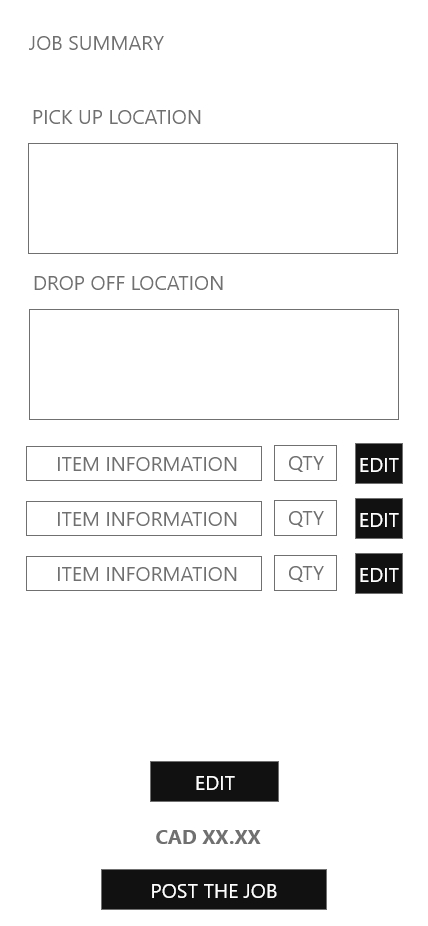 JOB SUMMARY
PICK UP LOCATION
DROP OFF LOCATION
ITEM INFORMATION QTY EDIT
ITEM INFORMATION QTY EDIT
ITEM INFORMATION QTY EDIT
EDIT
CAD XX.XX
POST THE JOB